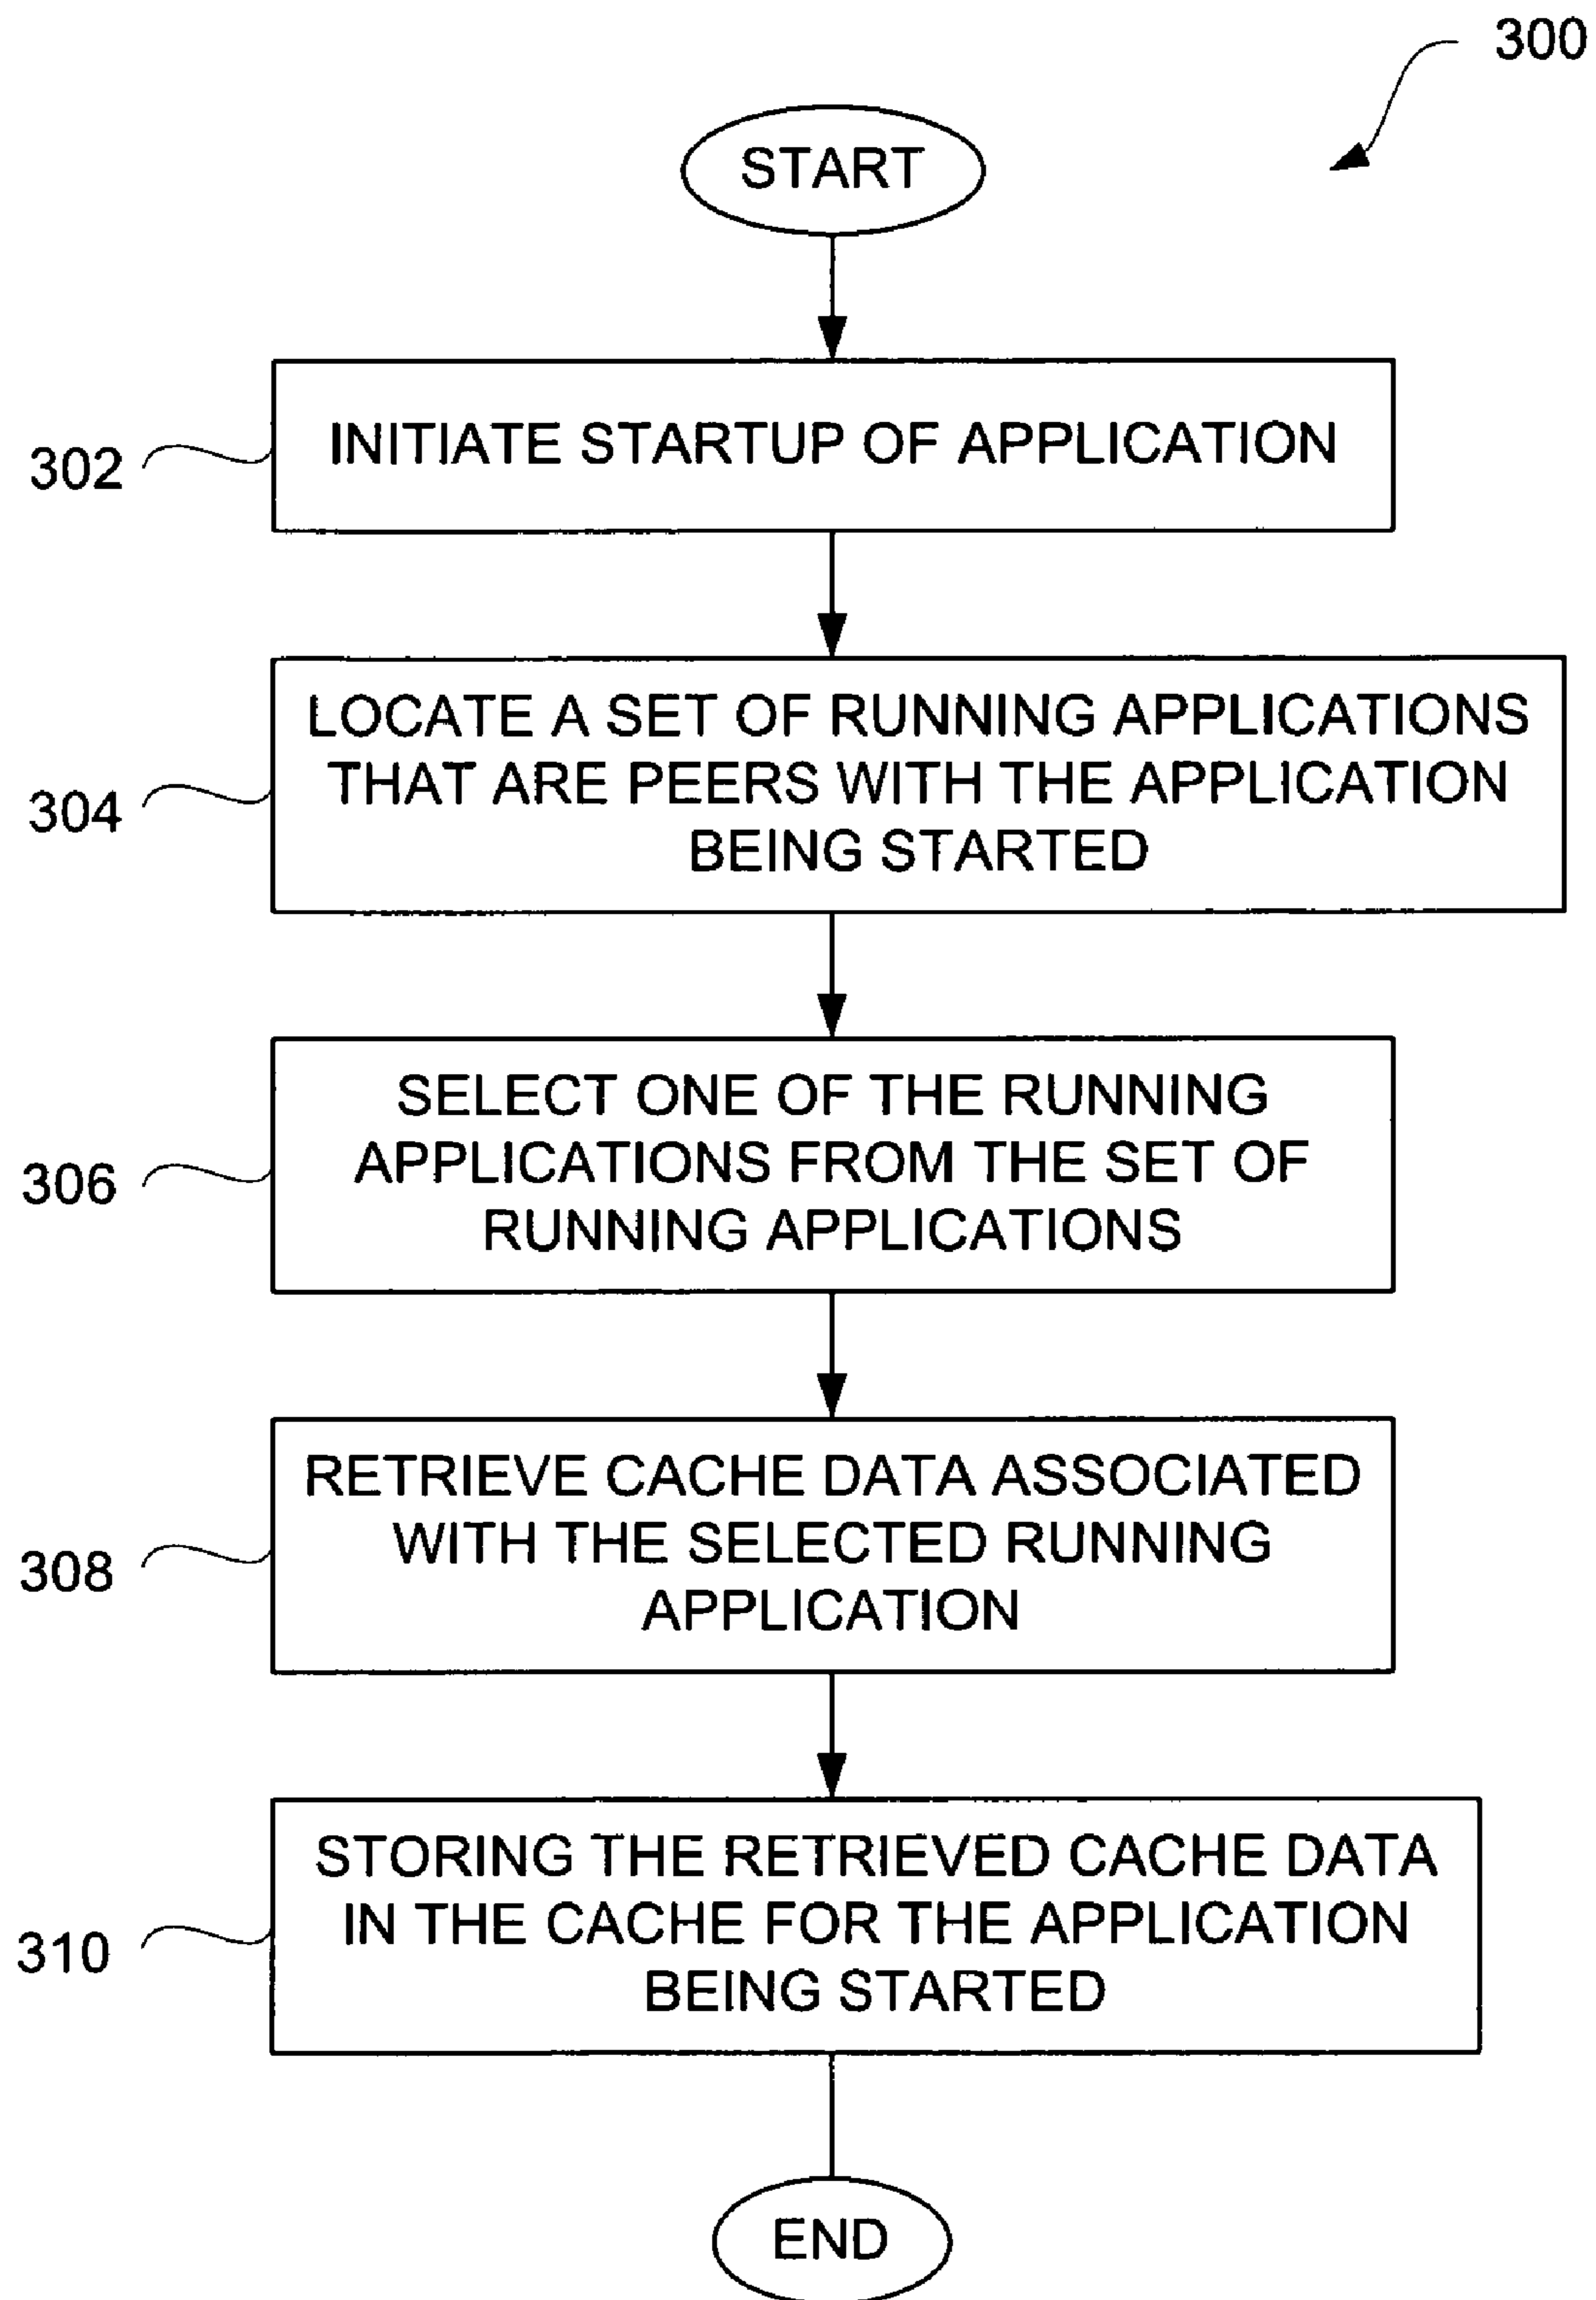 300
START
INITIATE STARTUP OF APPLICATION
302
LOCATE A SET OF RUNNING APPLICATIONS
THAT ARE PEERS WITH THE APPLICATION
BEING STARTED
304
SELECT ONE OF THE RUNNING
APPLICATIONS FROM THE SET OF
RUNNING APPLICATIONS
306
RETRIEVE CACHE DATA ASSOCIATED
WITH THE SELECTED RUNNING
APPLICATION
308
STORING THE RETRIEVED CACHE DATA
IN THE CACHE FOR THE APPLICATION
BEING STARTED
310
END